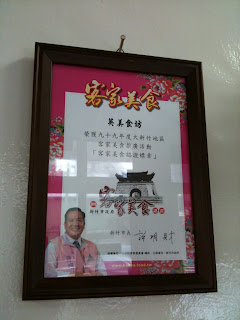 客家美食
英美食坊
榮獲九十九年度大新竹地區
客家美食推廣活動
「客家美食認證標章」
客家美食
新竹市長 許明財